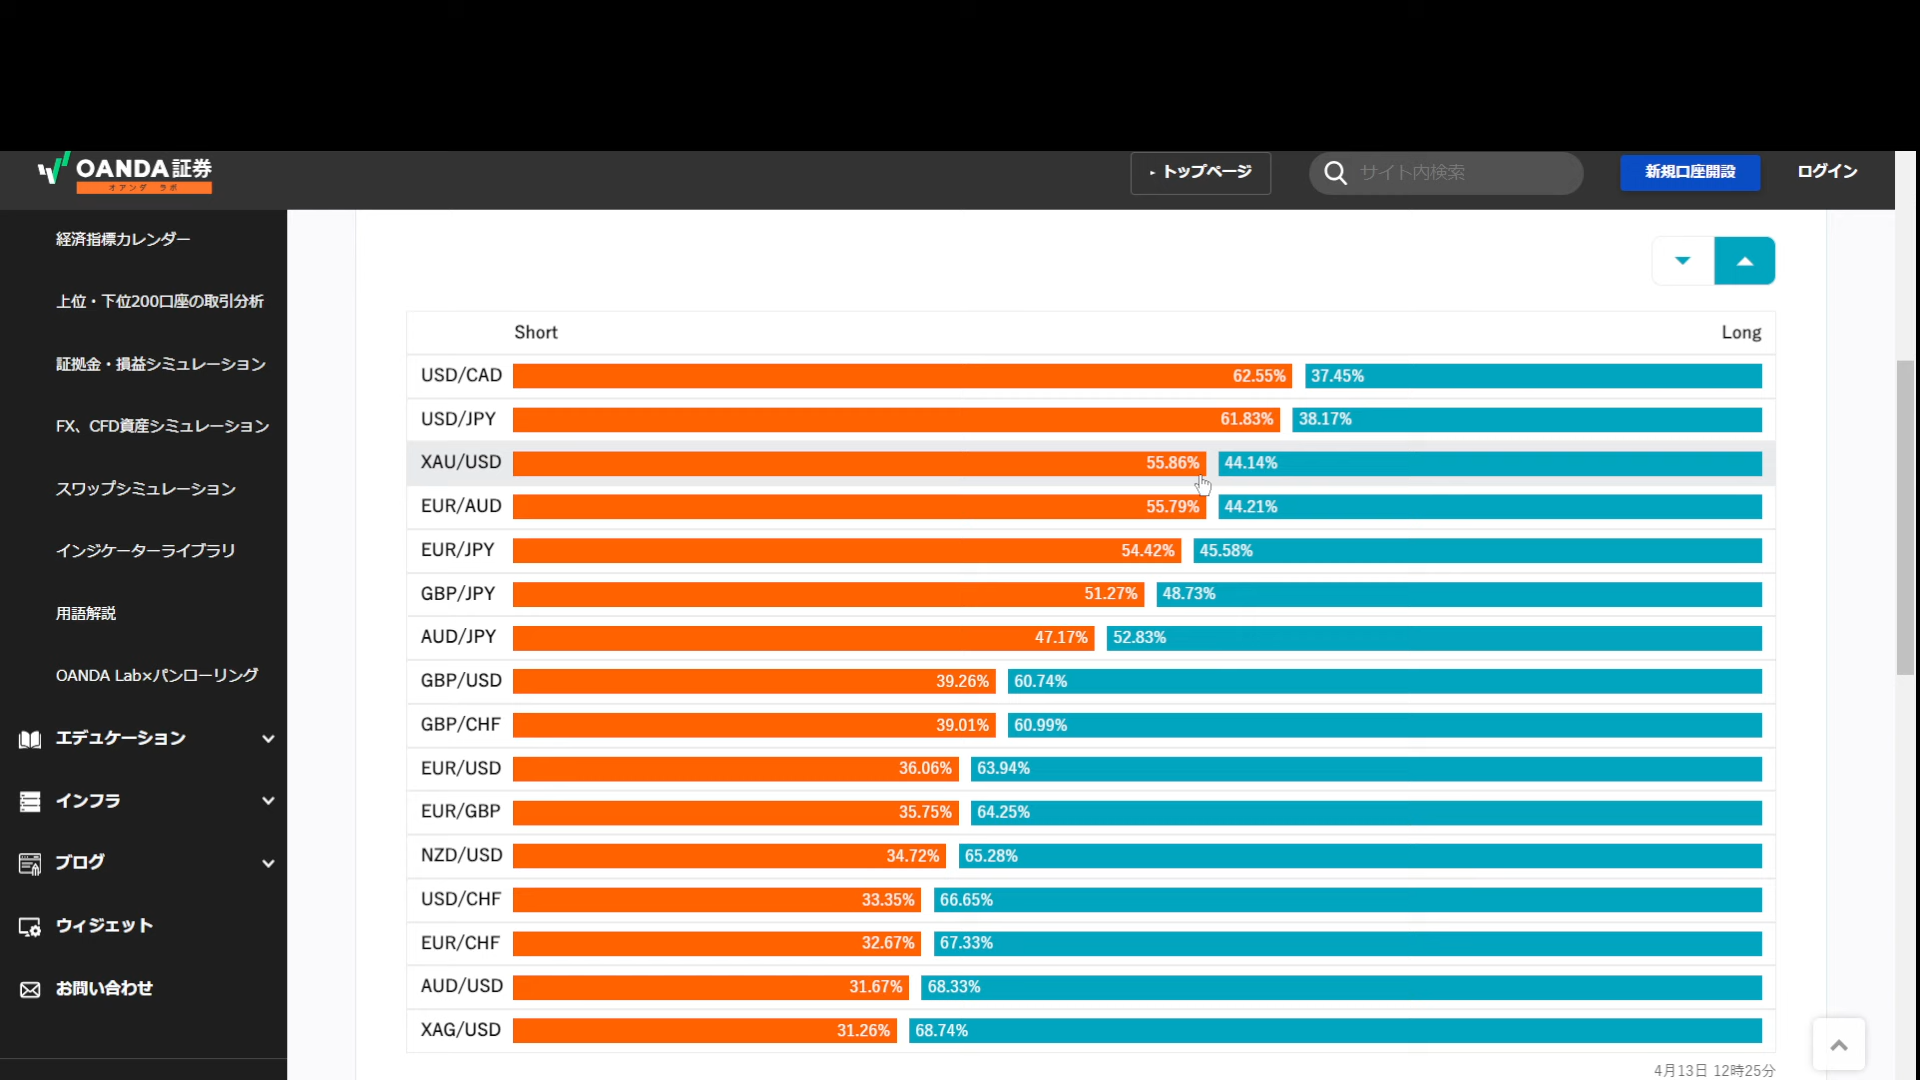 OANDA証券
オアンダ ラボ
トップページ
サイト内検索
新規口座開設
ログイン
経済指標カレンダー
上位・下位200口座の取引分析
証拠金・損益シミュレーション
FX、CFD資産シミュレーション
スワップシミュレーション
インジケーターライブラリ
用語解説
OANDA Lab×パンローリング
エデュケーション
インフラ
ブログ
ウィジェット
お問い合わせ
Short Long
USD/CAD 62.55% 37.45%
USD/JPY 61.83% 38.17%
XAU/USD 55.86% 44.14%
EUR/AUD 55.79% 44.21%
EUR/JPY 54.42% 45.58%
GBP/JPY 51.27% 48.73%
AUD/JPY 47.17% 52.83%
GBP/USD 39.26% 60.74%
GBP/CHF 39.01% 60.99%
EUR/USD 36.06% 63.94%
EUR/GBP 35.75% 64.25%
NZD/USD 34.72% 65.28%
USD/CHF 33.35% 66.65%
EUR/CHF 32.67% 67.33%
AUD/USD 31.67% 68.33%
XAG/USD 31.26% 68.74%
4月13日 12時25分